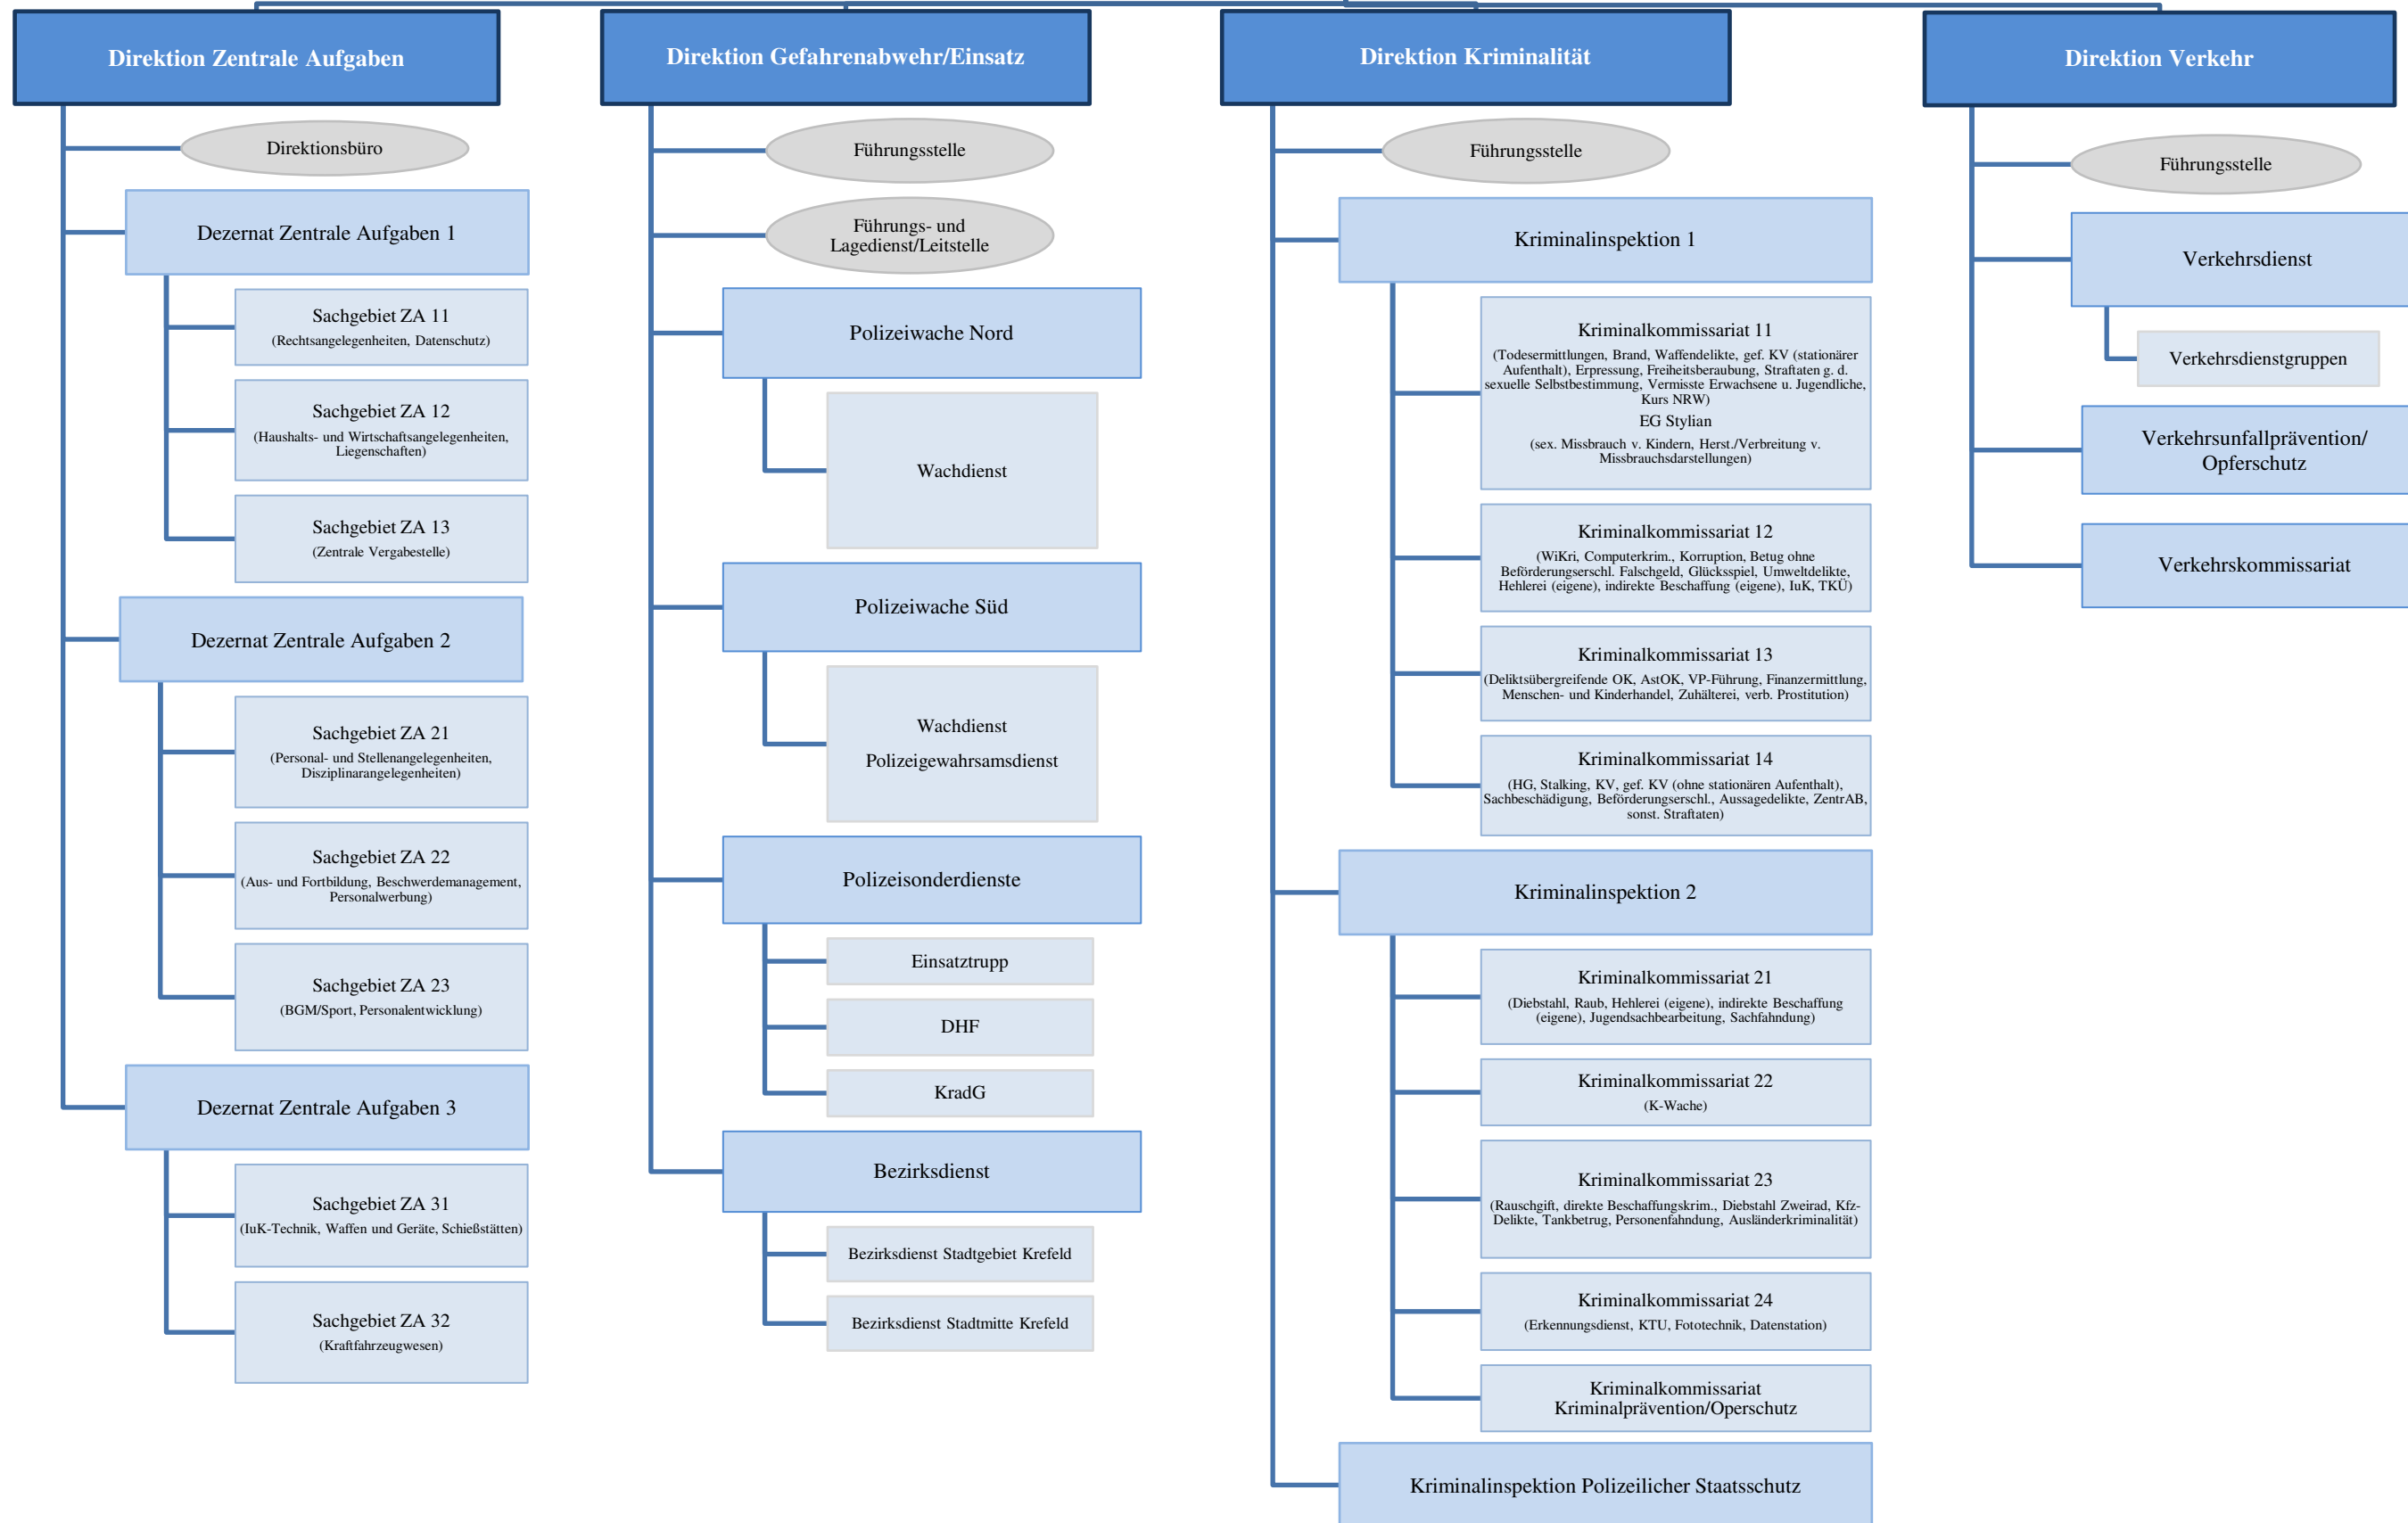 Direktion Zentrale Aufgaben
Direktionsbüro
Dezernat Zentrale Aufgaben 1
Sachgebiet ZA 11
(Rechtsangelegenheiten, Datenschutz)
Sachgebiet ZA 12
(Haushalts- und Wirtschaftsangelegenheiten,
Liegenschaften)
Sachgebiet ZA 13
(Zentrale Vergabestelle)
Dezernat Zentrale Aufgaben 2
Sachgebiet ZA 21
(Personal- und Stellenangelegenheiten,
Disziplinarangelegenheiten)
Sachgebiet ZA 22
(Aus- und Fortbildung, Beschwerdemanagement,
Personalwerbung)
Sachgebiet ZA 23
(BGM/Sport, Personalentwicklung)
Dezernat Zentrale Aufgaben 3
Sachgebiet ZA 31
(IuK-Technik, Waffen und Geräte, Schießstätten)
Sachgebiet ZA 32
(Kraftfahrzeugwesen)
Direktion Gefahrenabwehr/Einsatz
Führungsstelle
Führungs- und
Lagedienst/Leitstelle
Polizeiwache Nord
Wachdienst
Polizeiwache Süd
Wachdienst
Polizeigewahrsamsdienst
Polizeisonderdienste
Einsatztrupp
DHF
KradG
Bezirksdienst
Bezirksdienst Stadtgebiet Krefeld
Bezirksdienst Stadtmitte Krefeld
Direktion Kriminalität
Führungsstelle
Kriminalinspektion 1
Kriminalkommissariat 11
(Todesermittlungen, Brand, Waffendelikte, gef. KV (stationärer
Aufenthalt), Erpressung, Freiheitsberaubung, Straftaten g. d.
sexuelle Selbstbestimmung, Vermisste Erwachsene u. Jugendliche,
Kurs NRW)
EG Stylian
(sex. Missbrauch v. Kindern, Herst./Verbreitung v.
Missbrauchsdarstellungen)
Kriminalkommissariat 12
(WiKri, Computerkrim., Korruption, Betug ohne
Beförderungserschl. Falschgeld, Glücksspiel, Umweltdelikte,
Hehlerei (eigene), indirekte Beschaffung (eigene), IuK, TKÜ)
Kriminalkommissariat 13
(Deliktsübergreifende OK, AstOK, VP-Führung, Finanzermittlung,
Menschen- und Kinderhandel, Zuhälterei, verb. Prostitution)
Kriminalkommissariat 14
(HG, Stalking, KV, gef. KV (ohne stationären Aufenthalt),
Sachbeschädigung, Beförderungserschl., Aussagedelikte, ZentrAB,
sonst. Straftaten)
Kriminalinspektion 2
Kriminalkommissariat 21
(Diebstahl, Raub, Hehlerei (eigene), indirekte Beschaffung
(eigene), Jugendsachbearbeitung, Sachfahndung)
Kriminalkommissariat 22
(K-Wache)
Kriminalkommissariat 23
(Rauschgift, direkte Beschaffungskrim., Diebstahl Zweirad, Kfz-
Delikte, Tankbetrug, Personenfahndung, Ausländerkriminalität)
Kriminalkommissariat 24
(Erkennungsdienst, KTU, Fototechnik, Datenstation)
Kriminalkommissariat
Kriminalprävention/Operschutz
Kriminalinspektion Polizeilicher Staatsschutz
Direktion Verkehr
Führungsstelle
Verkehrsdienst
Verkehrsdienstgruppen
Verkehrsunfallprävention/
Opferschutz
Verkehrskommissariat